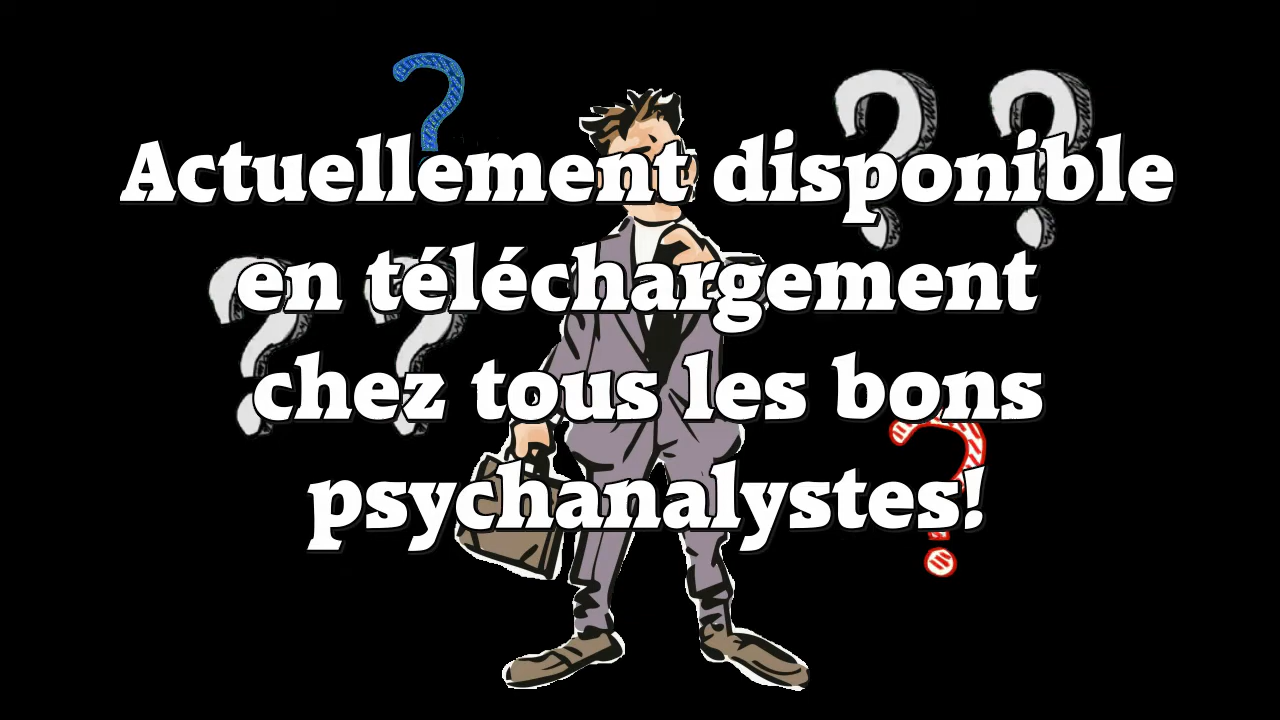 Actuellement disponible
en téléchargement
chez tous les bons
psychanalystes!